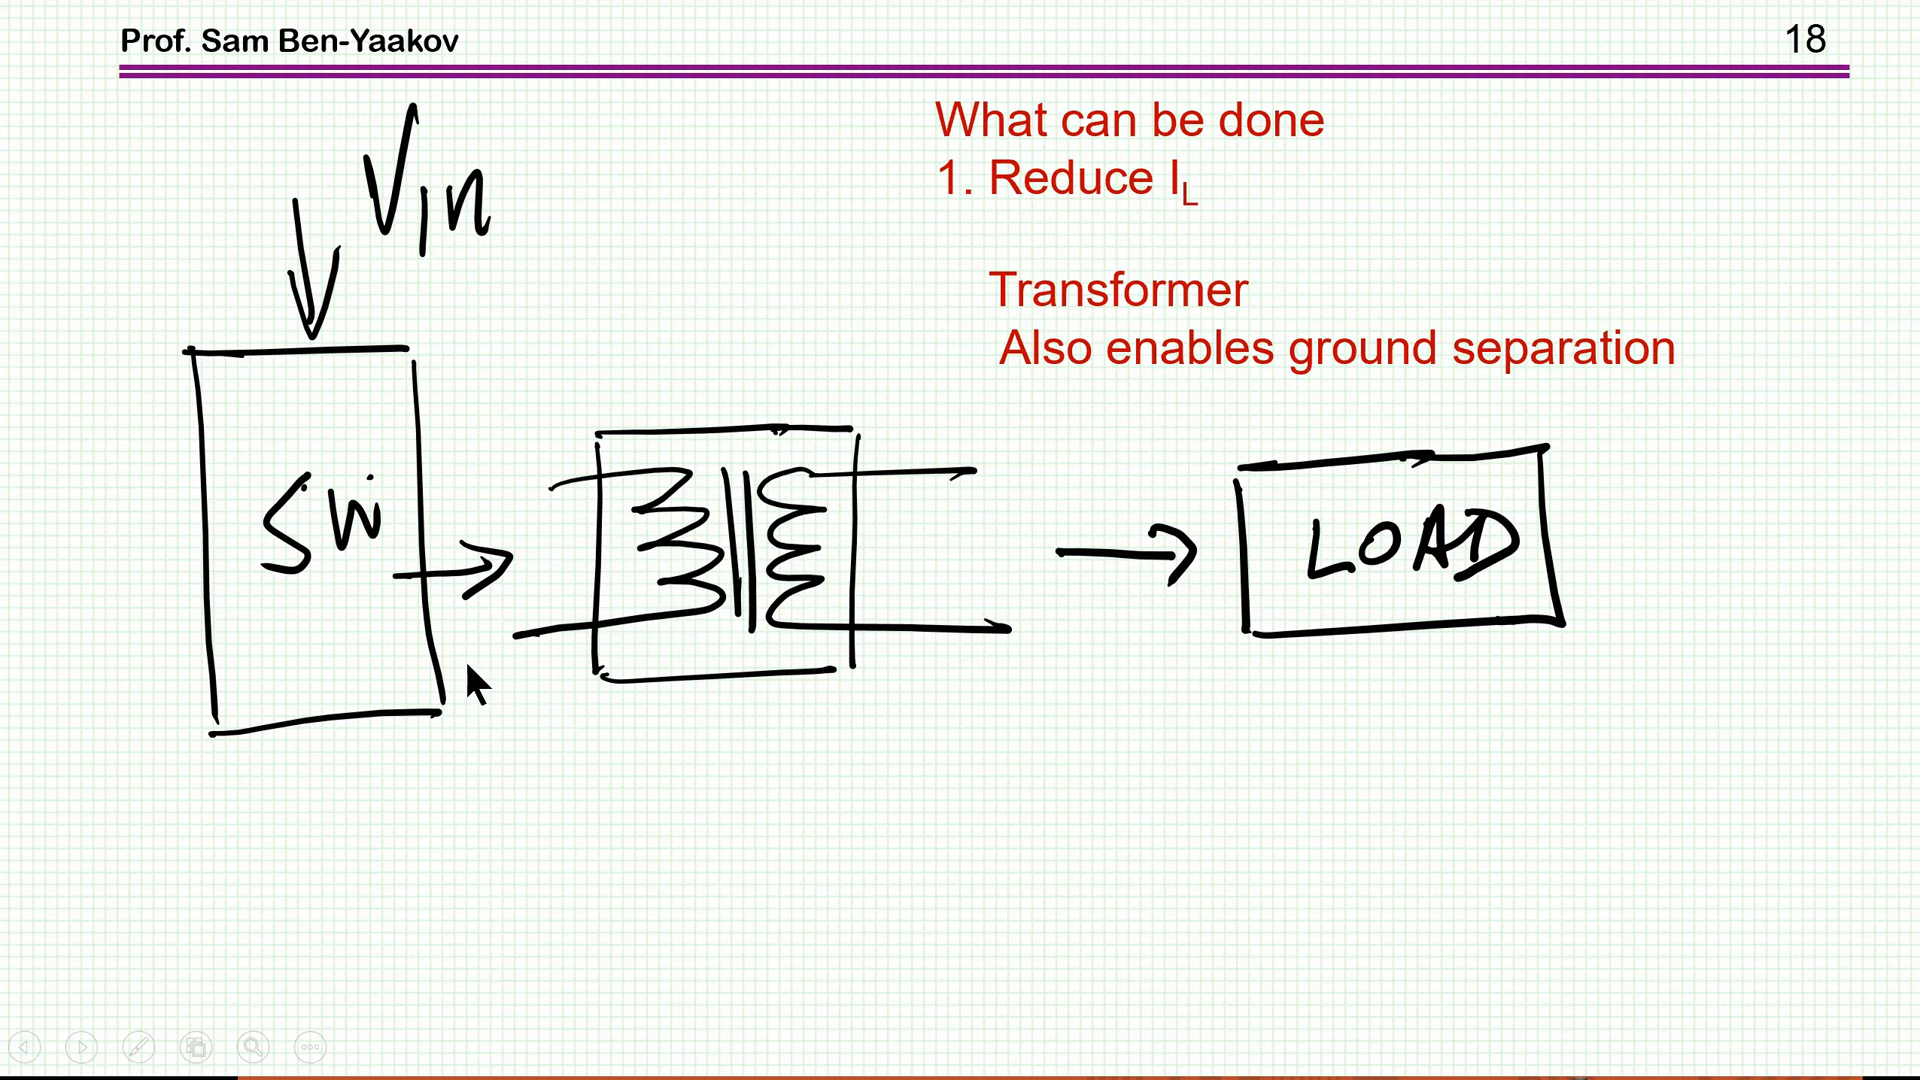 Prof. Sam Ben-Yaakov
18
What can be done
1. Reduce I_L
Vin
Transformer
Also enables ground separation
SW
LOAD